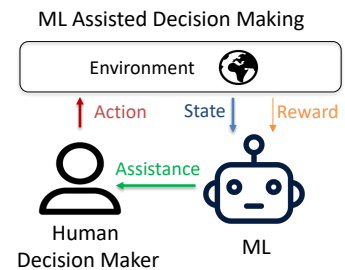 ML Assisted Decision Making
Environment
Action
State
Reward
Assistance
Human
Decision Maker
ML